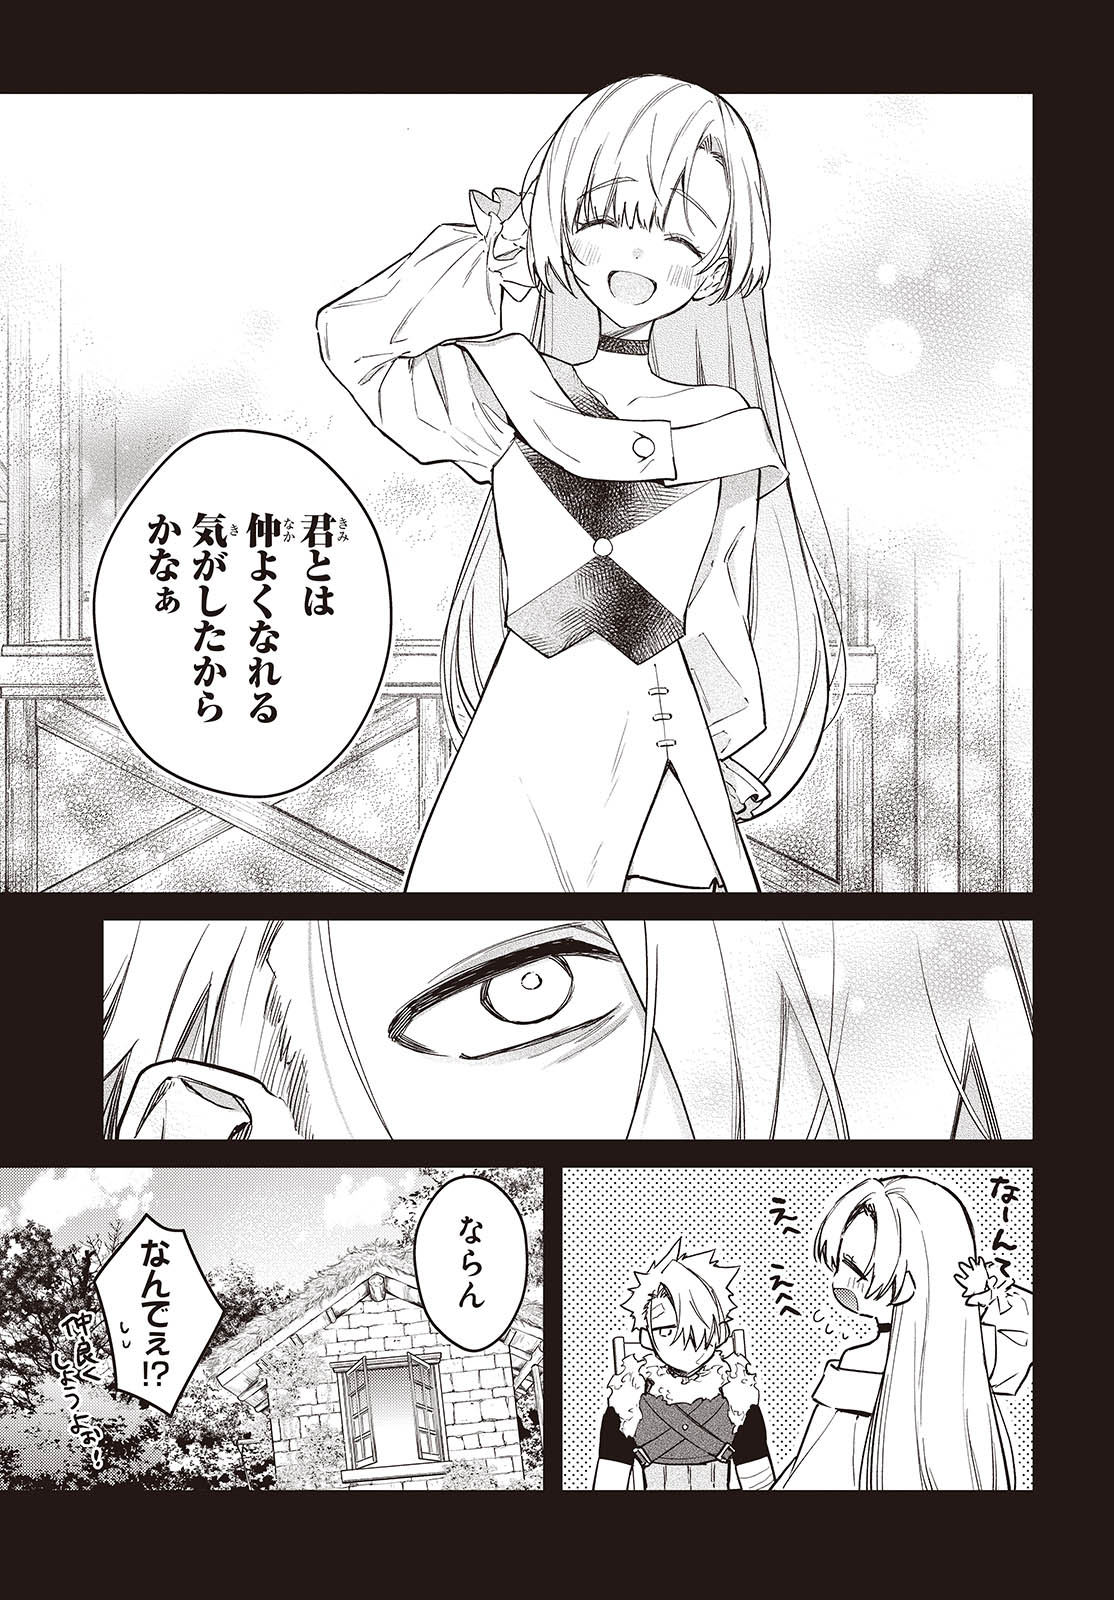 君とは
仲よくなれる
気がしたから
かなぁ
なーんて
えへ
えへへ
ならん
なんでぇ!?
仲良く
しようよぉ!!